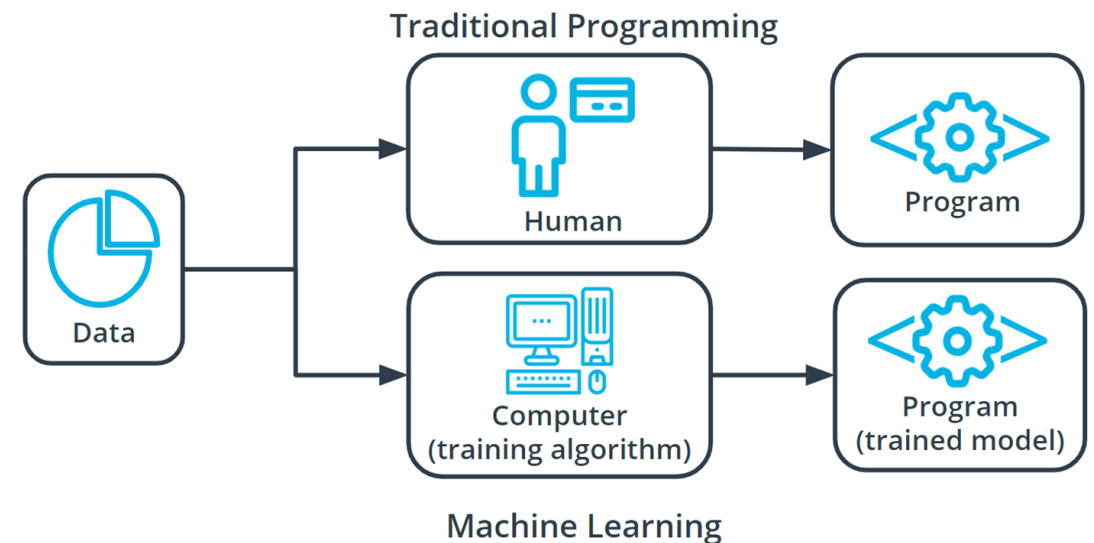 Traditional Programming
Human
Program
Data
Computer
(training algorithm)
Program
(trained model)
Machine Learning